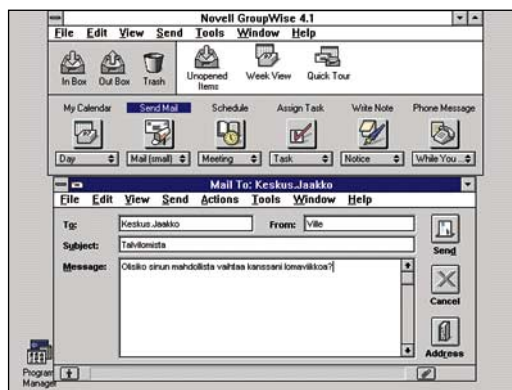 Novell GroupWise 4.1
File Edit View Send Tools Window Help
In Box Out Box Trash Unopened Items Week View Quick Tour
My Calendar Send Mail Schedule Assign Task Write Note Phone Message
Day Mail (small) Meeting Task Notice While You ...
Mail To: Keskus.Jaakko
File Edit View Send Actions Tools Window Help
To: Keskus.Jaakko From: Ville
Subject: Talvilomista
Send
Message: Olisiko sinun mahdollista vaihtaa kanssani lomaviikkoa?
Cancel
Address
Program
Manager